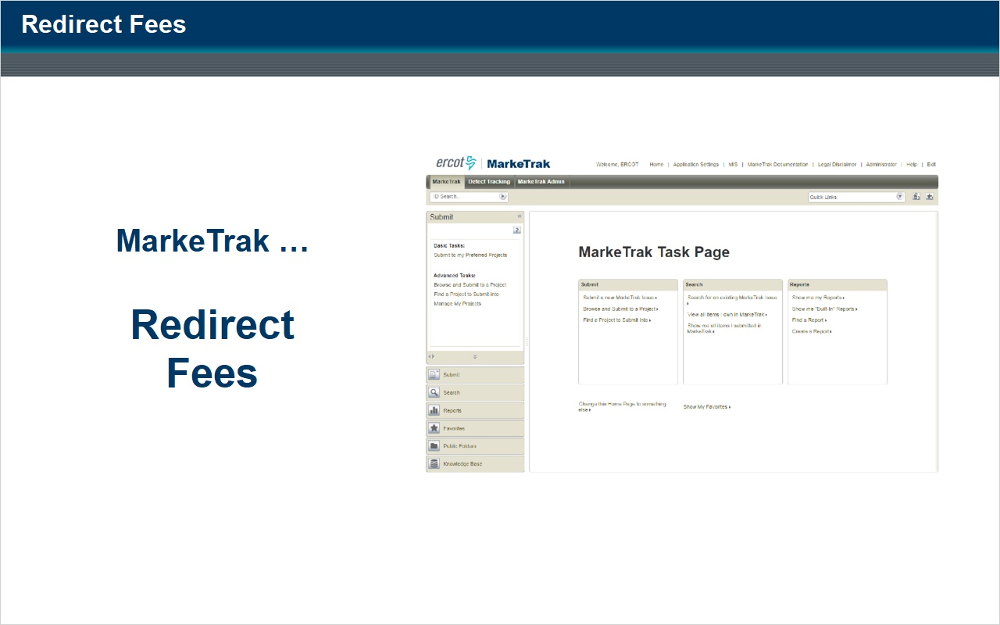 Redirect Fees
MarkeTrak …
Redirect
Fees
ercot MarkeTrak
Welcome, ERCOT Home | Application Settings | MIS | MarkeTrak Documentation | Legal Disclaimer | Administrator | Help | Exit
MarkeTrak Defect Tracking MarkeTrak Admin
ID Search... Quick Links:
Submit «
?
Basic Tasks:
Submit to my Preferred Projects
Advanced Tasks:
Browse and Submit to a Project
Find a Project to Submit into
Manage My Projects
Submit
Search
Reports
Favorites
Public Folders
Knowledge Base
MarkeTrak Task Page
Submit
Submit a new MarkeTrak Issue
Browse and Submit to a Project
Find a Project to Submit into
Search
Search for an existing MarkeTrak Issue
View all items I own in MarkeTrak
Show me all items I submitted in
MarkeTrak
Reports
Show me my Reports
Show me "Built In" Reports
Find a Report
Create a Report
Change this Home Page to something
else
Show My Favorites